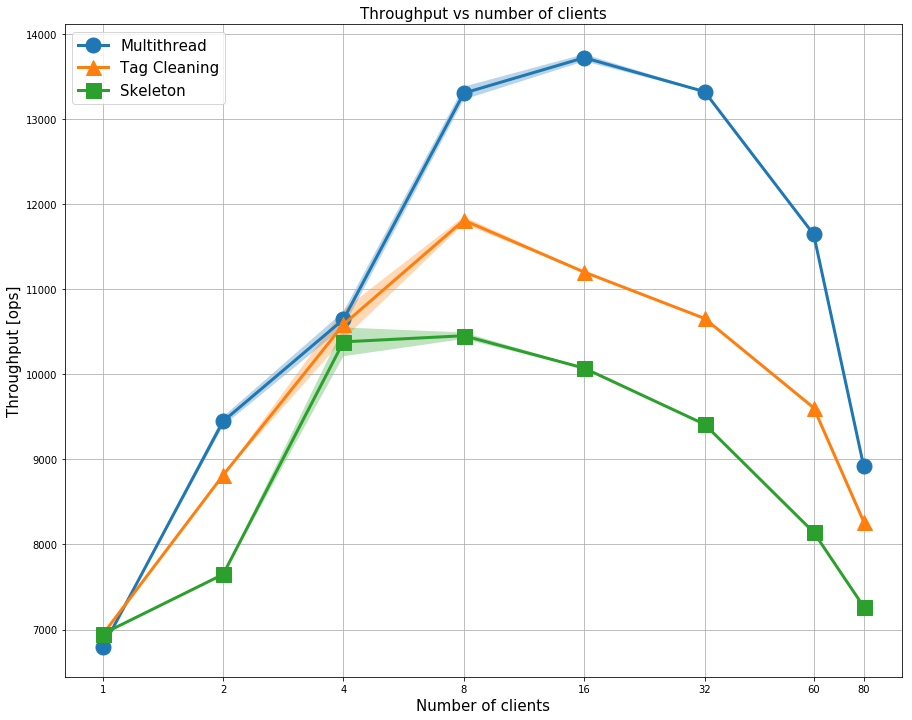 Throughput vs number of clients
Multithread
Tag Cleaning
Skeleton
14000
13000
12000
11000
10000
9000
8000
7000
Throughput [ops]
1 2 4 8 16 32 60 80
Number of clients